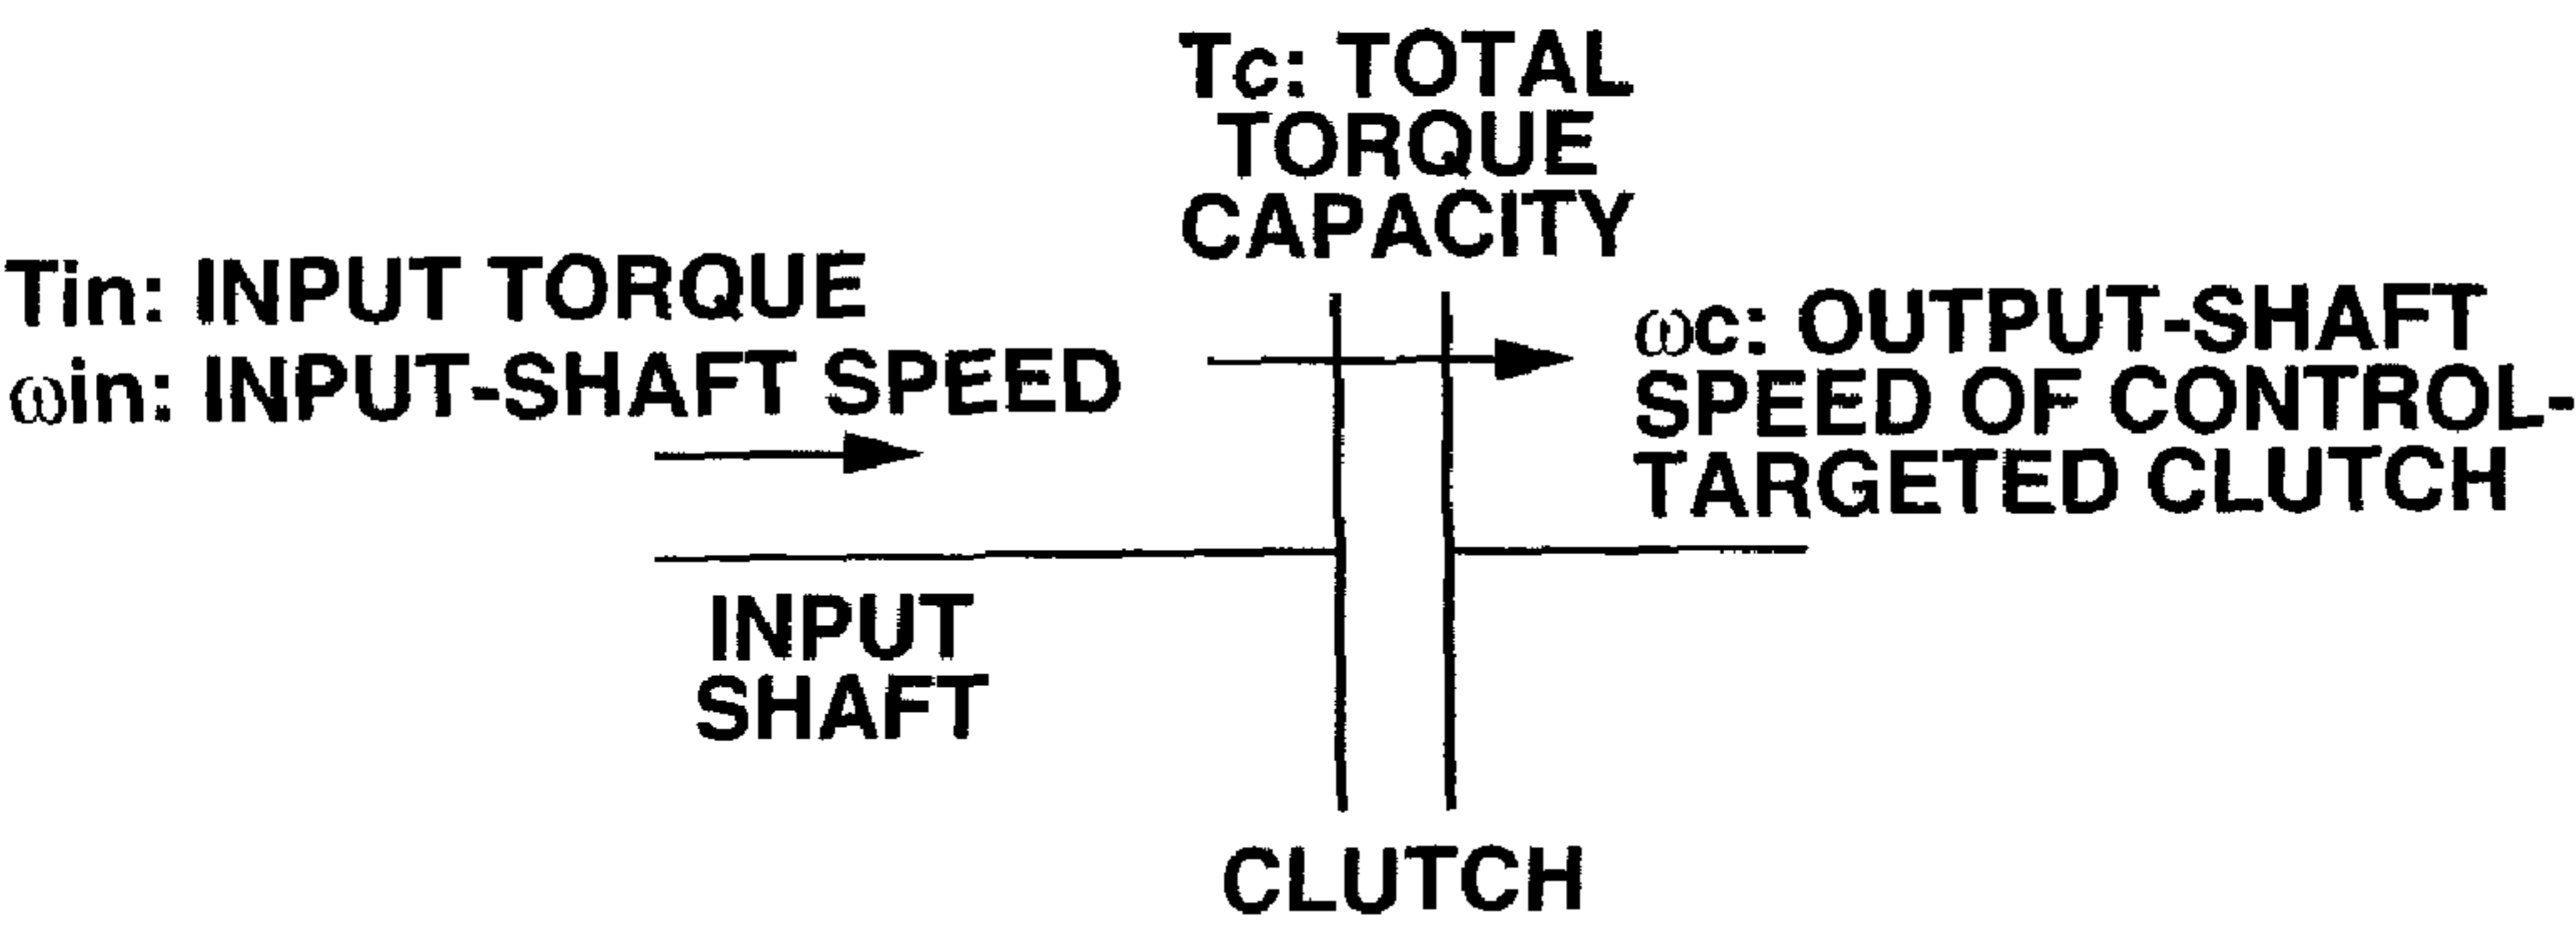 Tc: TOTAL
TORQUE
CAPACITY
Tin: INPUT TORQUE
ωin: INPUT-SHAFT SPEED
ωc: OUTPUT-SHAFT
SPEED OF CONTROL-
TARGETED CLUTCH
INPUT
SHAFT
CLUTCH